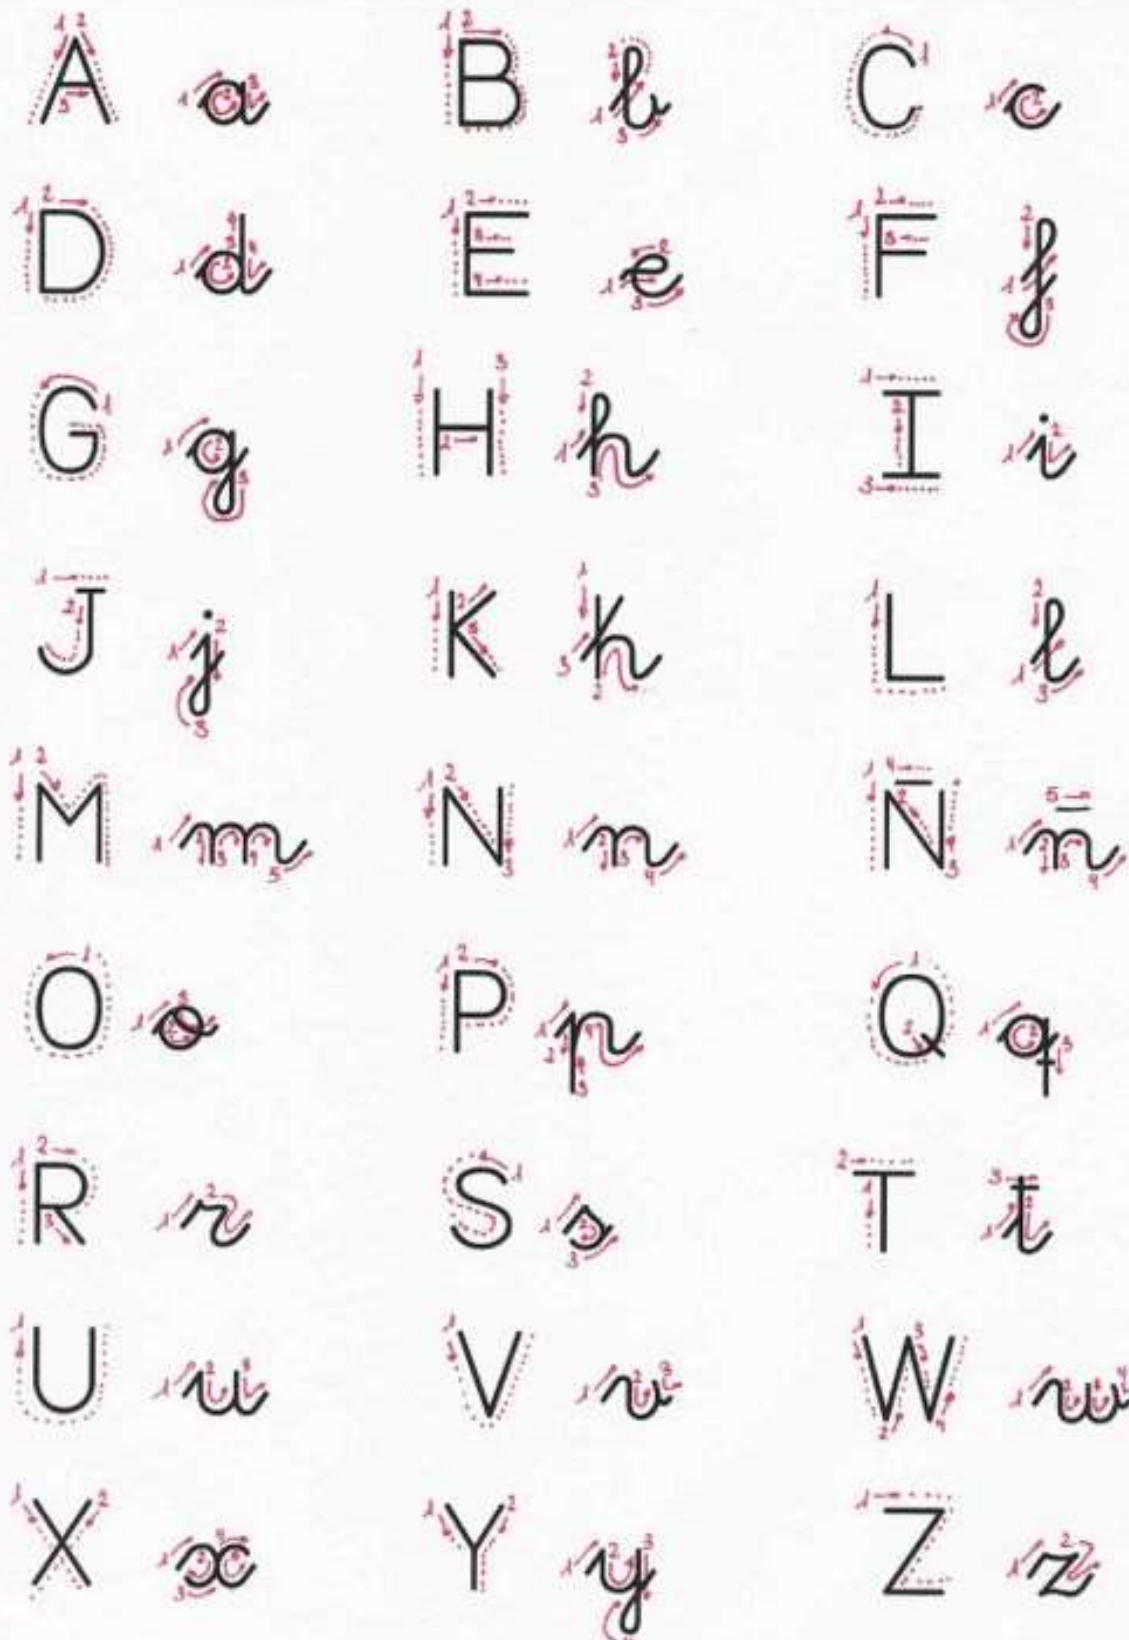 A a B b C c
D d E e F f
G g H h I i
J j K k L l
M m N n Ñ ñ
O o P p Q q
R r S s T t
U u V v W w
X x Y y Z z